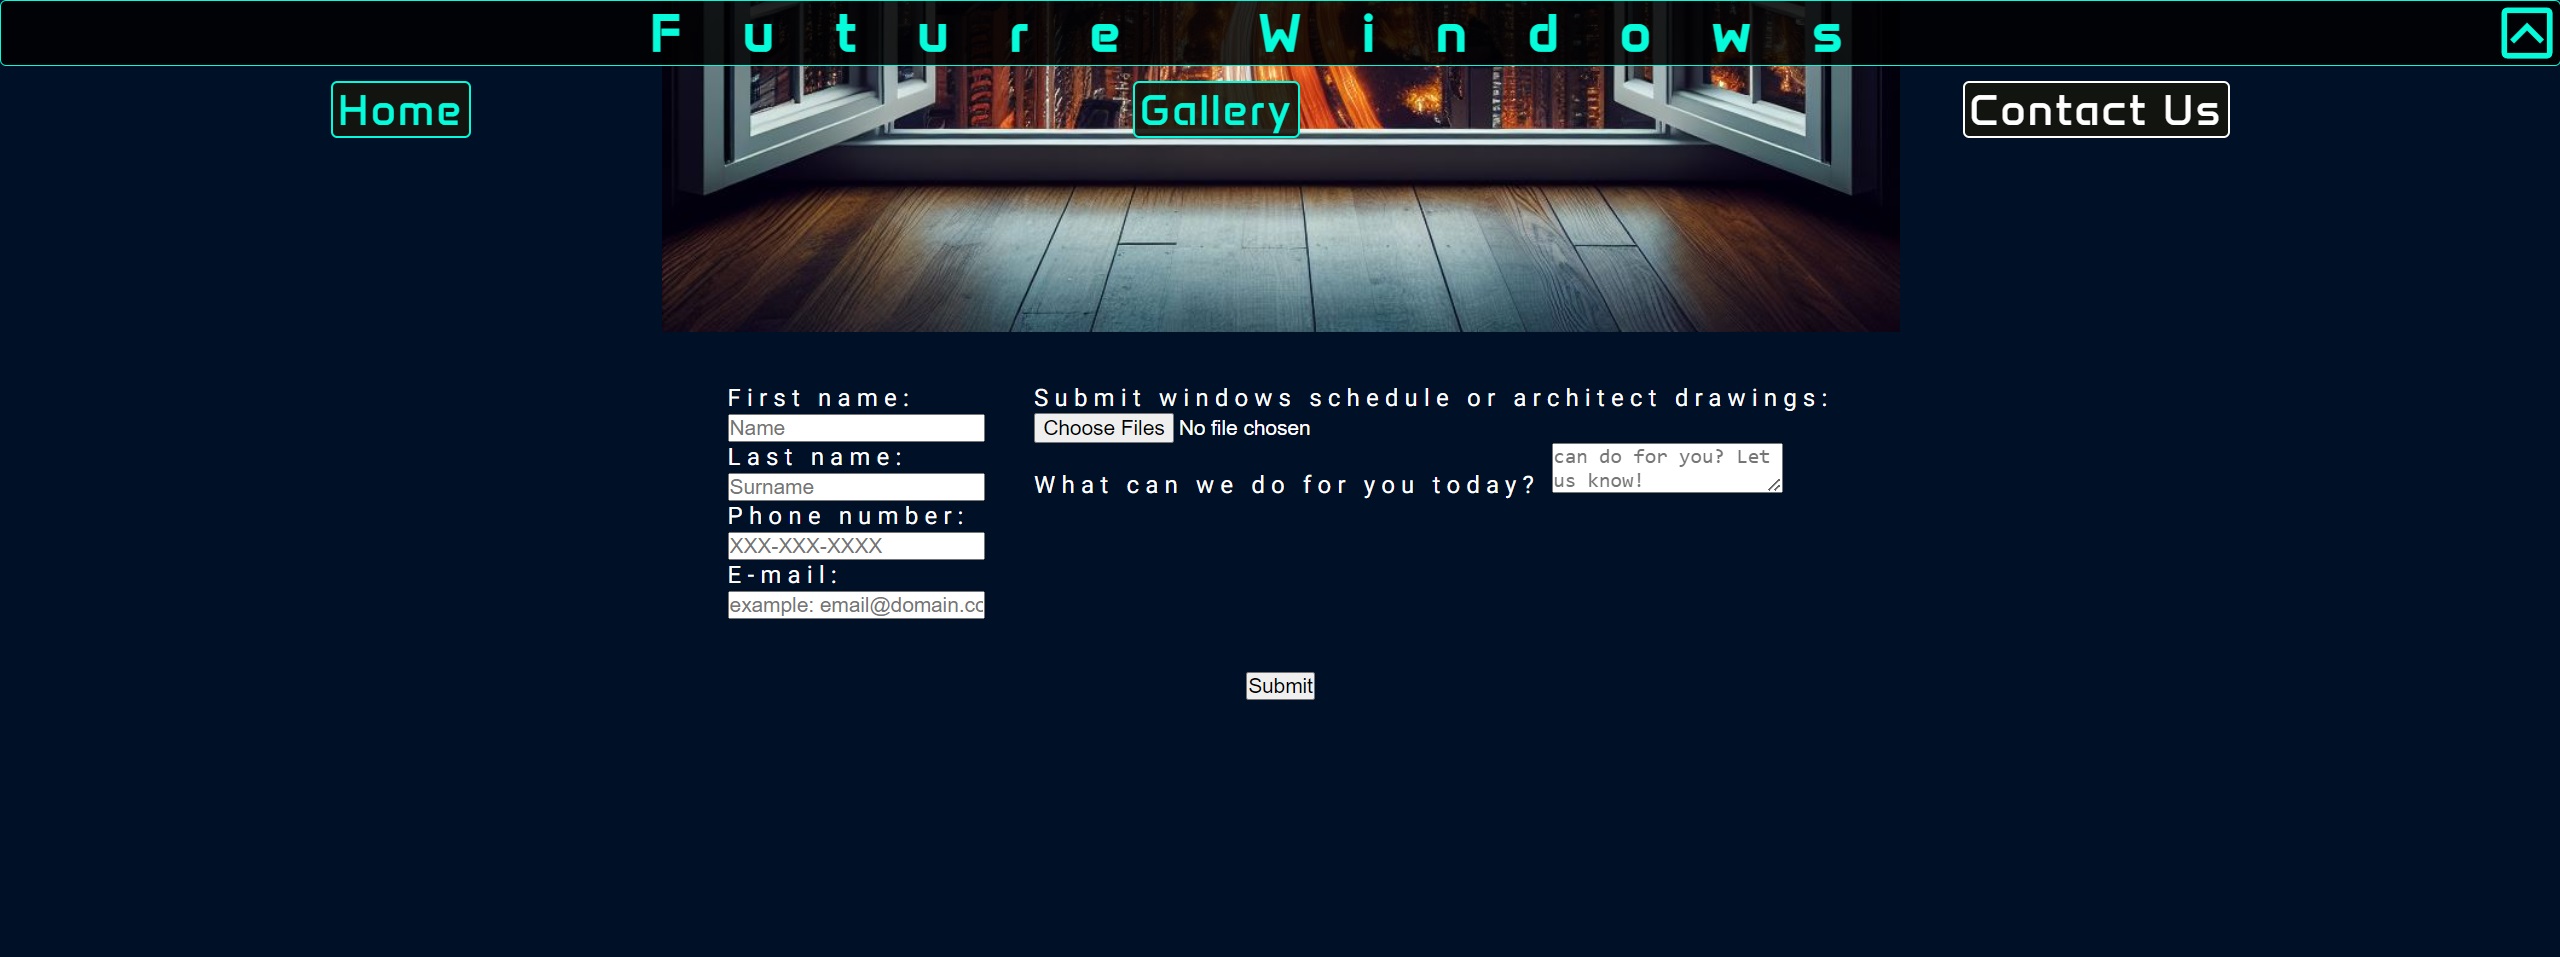 Future Windows
Home Gallery Contact Us
First name:
Name
Last name:
Surname
Phone number:
XXX-XXX-XXXX
E-mail:
example: email@domain.co
Submit windows schedule or architect drawings:
Choose Files No file chosen
What can we do for you today?
can do for you? Let
us know!
Submit